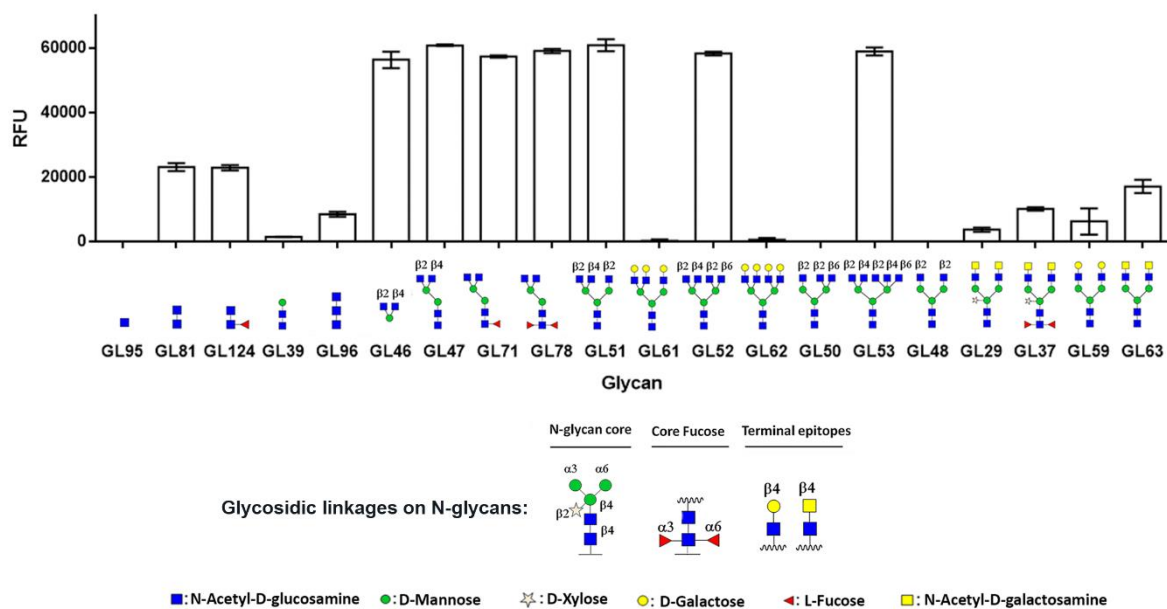 60000
40000
20000
0
RFU
β2 β4
β2 β4
β2 β4 β2
β2 β4 β2 β6
β2 β2 β6
β2 β4 β2 β4 β6
β2 β2
GL95 GL81 GL124 GL39 GL96 GL46 GL47 GL71 GL78 GL51 GL61 GL52 GL62 GL50 GL53 GL48 GL29 GL37 GL59 GL63
Glycan
N-glycan core Core Fucose Terminal epitopes
Glycosidic linkages on N-glycans:
α3 α6
β2 β4
β4
α3 α6
β4 β4
: N-Acetyl-D-glucosamine : D-Mannose : D-Xylose : D-Galactose : L-Fucose : N-Acetyl-D-galactosamine